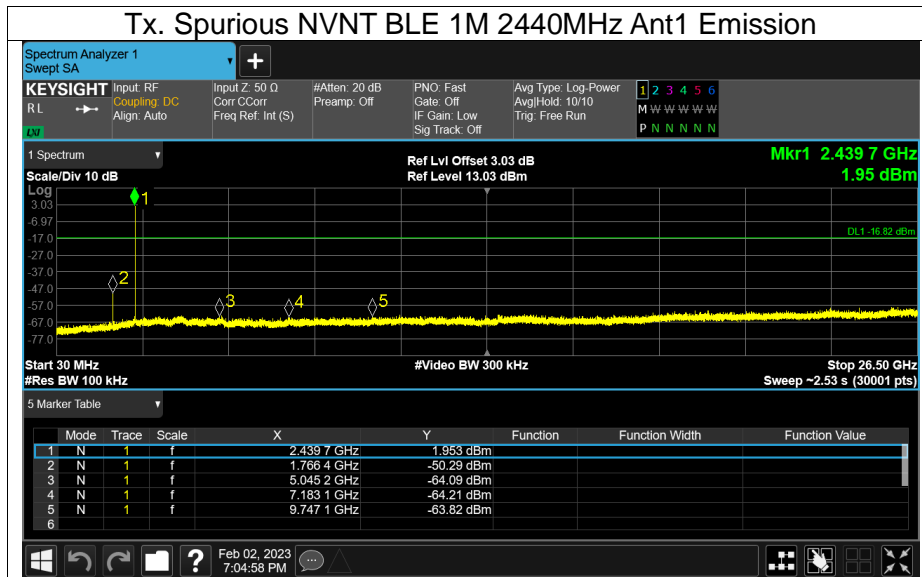 Tx. Spurious NVNT BLE 1M 2440MHz Ant1 Emission
Spectrum Analyzer 1
Swept SA
+
KEYSIGHT
RL
LXI
Input: RF
Coupling: DC
Align: Auto
Input Z: 50 Ω
Corr CCorr
Freq Ref: Int (S)
#Atten: 20 dB
Preamp: Off
PNO: Fast
Gate: Off
IF Gain: Low
Sig Track: Off
Avg Type: Log-Power
Avg|Hold: 10/10
Trig: Free Run
1 2 3 4 5 6
M W W W W W
P N N N N N
1 Spectrum
Scale/Div 10 dB
Ref Lvl Offset 3.03 dB
Ref Level 13.03 dBm
Mkr1 2.439 7 GHz
1.95 dBm
Log
3.03
-6.97
-17.0
-27.0
-37.0
-47.0
-57.0
-67.0
-77.0
1
2
3
4
5
DL1 -16.82 dBm
Start 30 MHz
#Res BW 100 kHz
#Video BW 300 kHz
Stop 26.50 GHz
Sweep ~2.53 s (30001 pts)
5 Marker Table
Mode Trace Scale X Y Function Function Width Function Value
1 N 1 f 2.439 7 GHz 1.953 dBm
2 N 1 f 1.766 4 GHz -50.29 dBm
3 N 1 f 5.045 2 GHz -64.09 dBm
4 N 1 f 7.183 1 GHz -64.21 dBm
5 N 1 f 9.747 1 GHz -63.82 dBm
6
?
Feb 02, 2023
7:04:58 PM